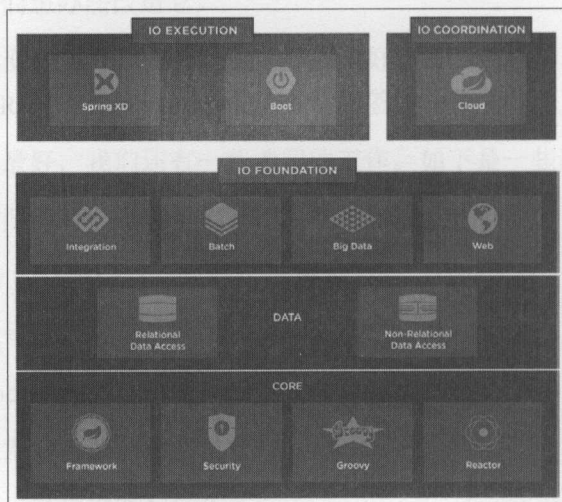 IO EXECUTION
IO COORDINATION
Spring XD
Boot
Cloud
IO FOUNDATION
Integration
Batch
Big Data
Web
DATA
Relational
Data Access
Non-Relational
Data Access
CORE
Groovy
Framework
Security
Groovy
Reactor